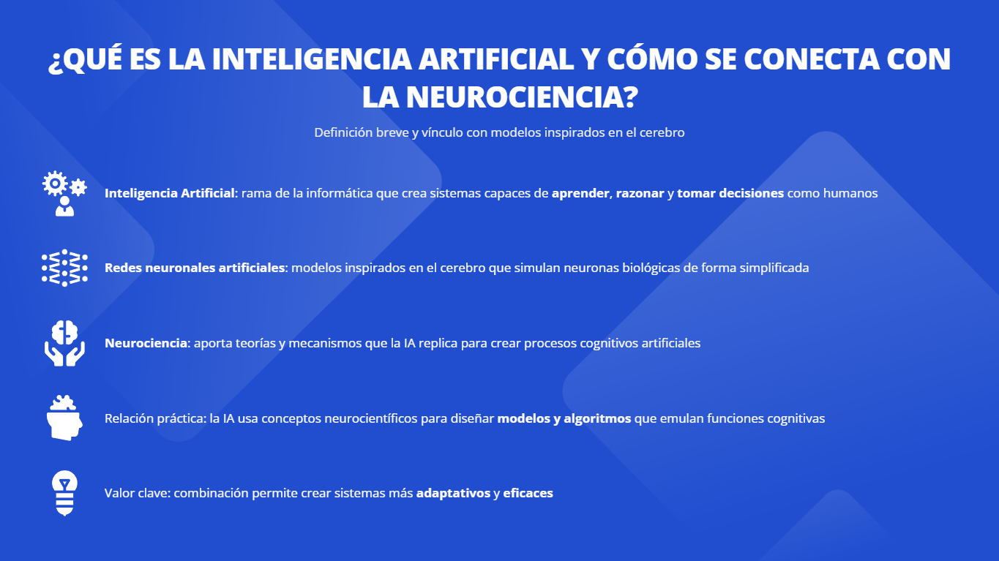 ¿QUÉ ES LA INTELIGENCIA ARTIFICIAL Y CÓMO SE CONECTA CON
LA NEUROCIENCIA?
Definición breve y vínculo con modelos inspirados en el cerebro
Inteligencia Artificial: rama de la informática que crea sistemas capaces de aprender, razonar y tomar decisiones como humanos
Redes neuronales artificiales: modelos inspirados en el cerebro que simulan neuronas biológicas de forma simplificada
Neurociencia: aporta teorías y mecanismos que la IA replica para crear procesos cognitivos artificiales
Relación práctica: la IA usa conceptos neurocientíficos para diseñar modelos y algoritmos que emulan funciones cognitivas
Valor clave: combinación permite crear sistemas más adaptativos y eficaces